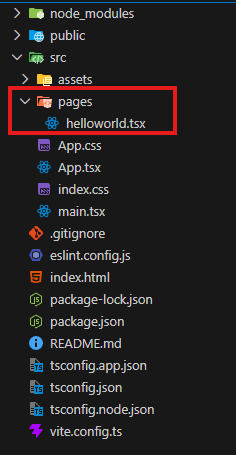 node_modules
public
src
assets
pages
helloworld.tsx
App.css
App.tsx
index.css
main.tsx
.gitignore
eslint.config.js
index.html
package-lock.json
package.json
README.md
tsconfig.app.json
tsconfig.json
tsconfig.node.json
vite.config.ts